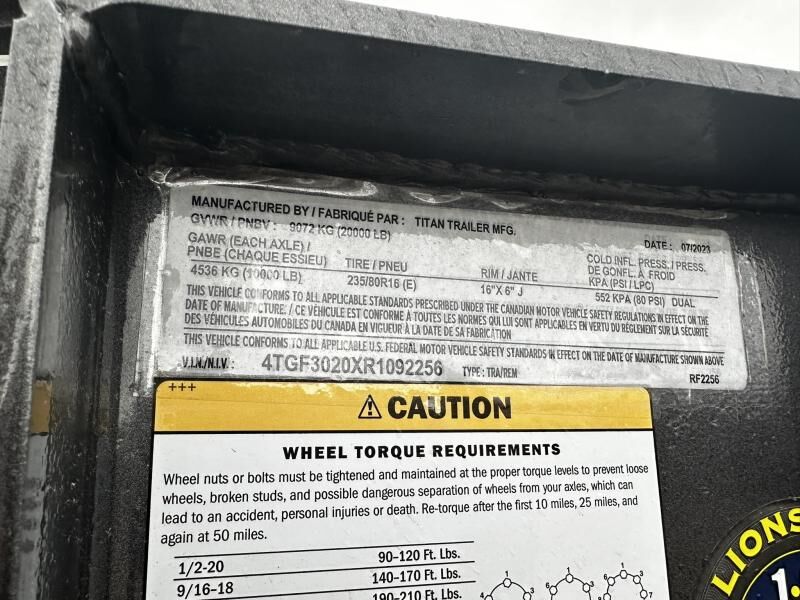 MANUFACTURED BY / FABRIQUÉ PAR : TITAN TRAILER MFG.
GVWR / PNBV : 9072 KG (20000 LB)
DATE : 07/2023
GAWR (EACH AXLE) /
PNBE (CHAQUE ESSIEU)
4536 KG (10000 LB)
TIRE / PNEU
235/80R16 (E)
RIM / JANTE
16"X 6" J
COLD INFL. PRESS./ PRESS.
DE GONFL. À FROID
KPA (PSI / LPC)
552 KPA (80 PSI) DUAL
THIS VEHICLE CONFORMS TO ALL APPLICABLE STANDARDS PRESCRIBED UNDER THE CANADIAN MOTOR VEHICLE SAFETY REGULATIONS IN EFFECT ON THE
DATE OF MANUFACTURE. / CE VÉHICULE EST CONFORME À TOUTES LES NORMES QUI LUI SONT APPLICABLES EN VERTU DU RÈGLEMENT SUR LA SÉCURITÉ
DES VÉHICULES AUTOMOBILES DU CANADA EN VIGUEUR À LA DATE DE SA FABRICATION
THIS VEHICLE CONFORMS TO ALL APPLICABLE U.S. FEDERAL MOTOR VEHICLE SAFETY STANDARDS IN EFFECT ON THE DATE OF MANUFACTURE SHOWN ABOVE
V.I.N./N.I.V. : 4TGF3020XR1092256 TYPE : TRA/REM
RF2256
+++
⚠ CAUTION
WHEEL TORQUE REQUIREMENTS
Wheel nuts or bolts must be tightened and maintained at the proper torque levels to prevent loose
wheels, broken studs, and possible dangerous separation of wheels from your axles, which can
lead to an accident, personal injuries or death. Re-torque after the first 10 miles, 25 miles, and
again at 50 miles.
1/2-20 90-120 Ft. Lbs.
9/16-18 140-170 Ft. Lbs.
190-210 Ft. Lbs.
LIONS
1.